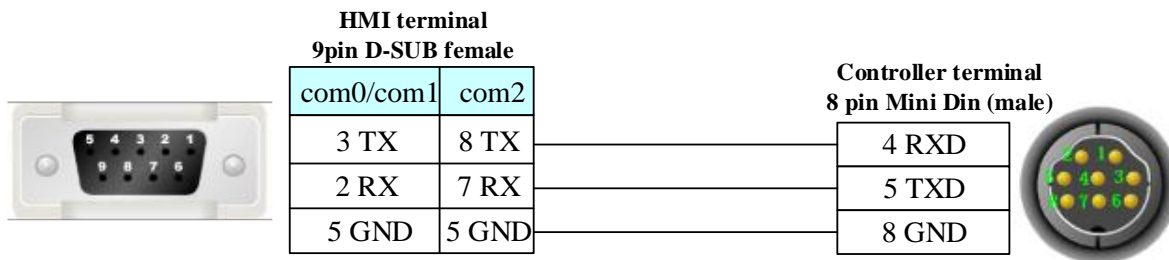 HMI terminal
9pin D-SUB female
com0/com1 com2
3 TX 8 TX
2 RX 7 RX
5 GND 5 GND
Controller terminal
8 pin Mini Din (male)
4 RXD
5 TXD
8 GND
5 4 3 2 1
9 8 7 6
2 1
5 4 3
8 7 6